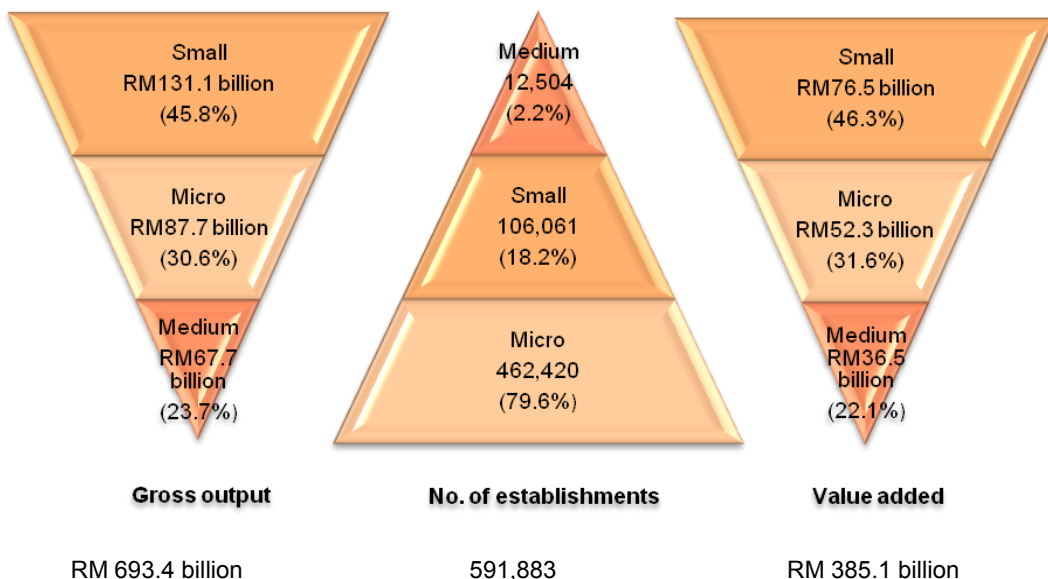 Small
RM131.1 billion
(45.8%)
Micro
RM87.7 billion
(30.6%)
Medium
RM67.7
billion
(23.7%)
Gross output
RM 693.4 billion
Medium
12,504
(2.2%)
Small
106,061
(18.2%)
Micro
462,420
(79.6%)
No. of establishments
591,883
Small
RM76.5 billion
(46.3%)
Micro
RM52.3 billion
(31.6%)
Medium
RM36.5
billion
(22.1%)
Value added
RM 385.1 billion